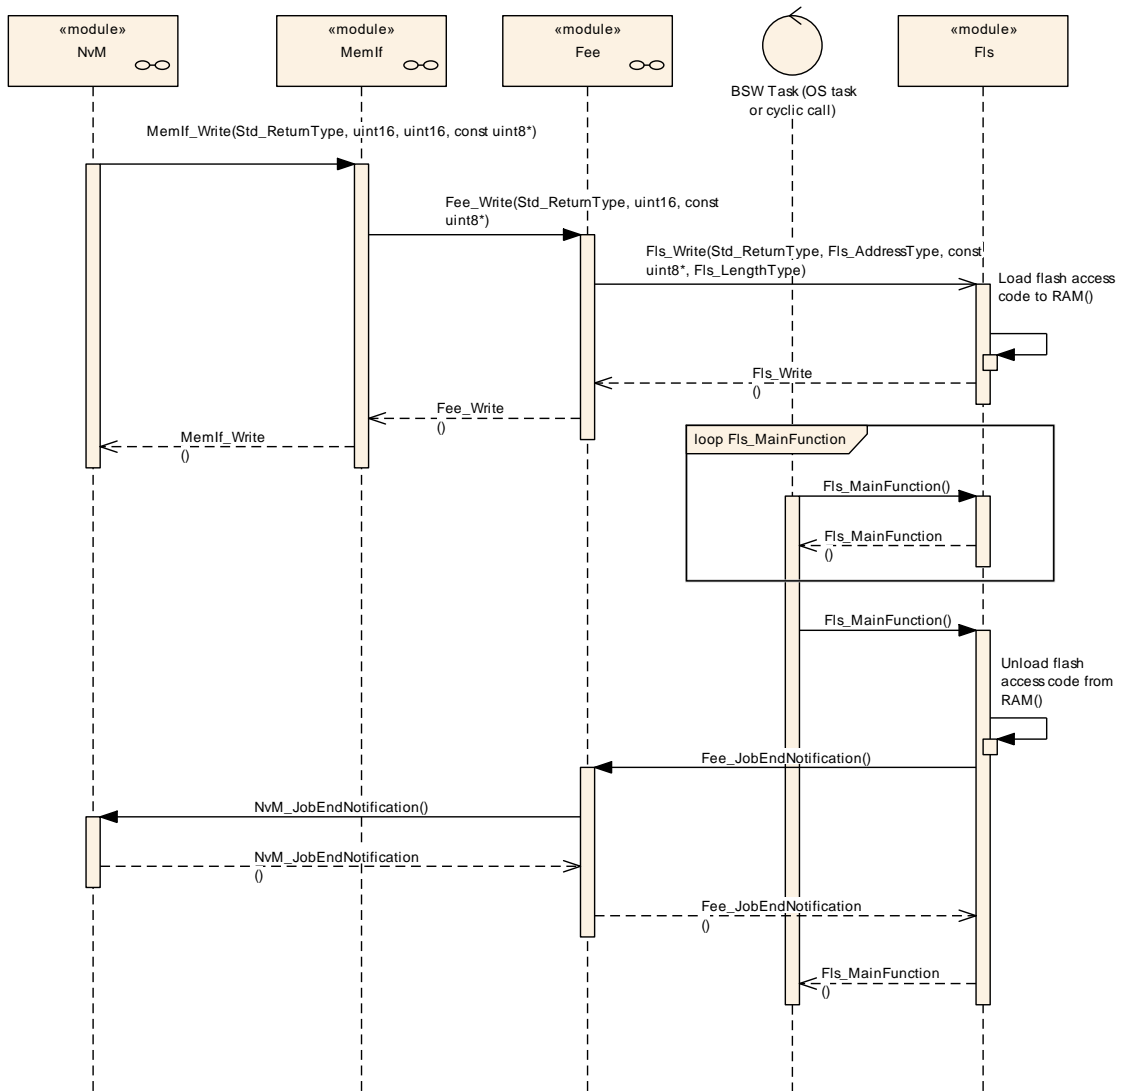 «module»
NvM
«module»
MemIf
«module»
Fee
BSW Task (OS task
or cyclic call)
«module»
Fls
MemIf_Write(Std_ReturnType, uint16, uint16, const uint8*)
Fee_Write(Std_ReturnType, uint16, const
uint8*)
Fls_Write(Std_ReturnType, Fls_AddressType, const
uint8*, Fls_LengthType)
Load flash access
code to RAM()
Fls_Write
()
Fee_Write
()
MemIf_Write
()
loop Fls_MainFunction
Fls_MainFunction()
Fls_MainFunction
()
Fls_MainFunction()
Unload flash
access code from
RAM()
Fee_JobEndNotification()
NvM_JobEndNotification()
NvM_JobEndNotification
()
Fee_JobEndNotification
()
Fls_MainFunction
()